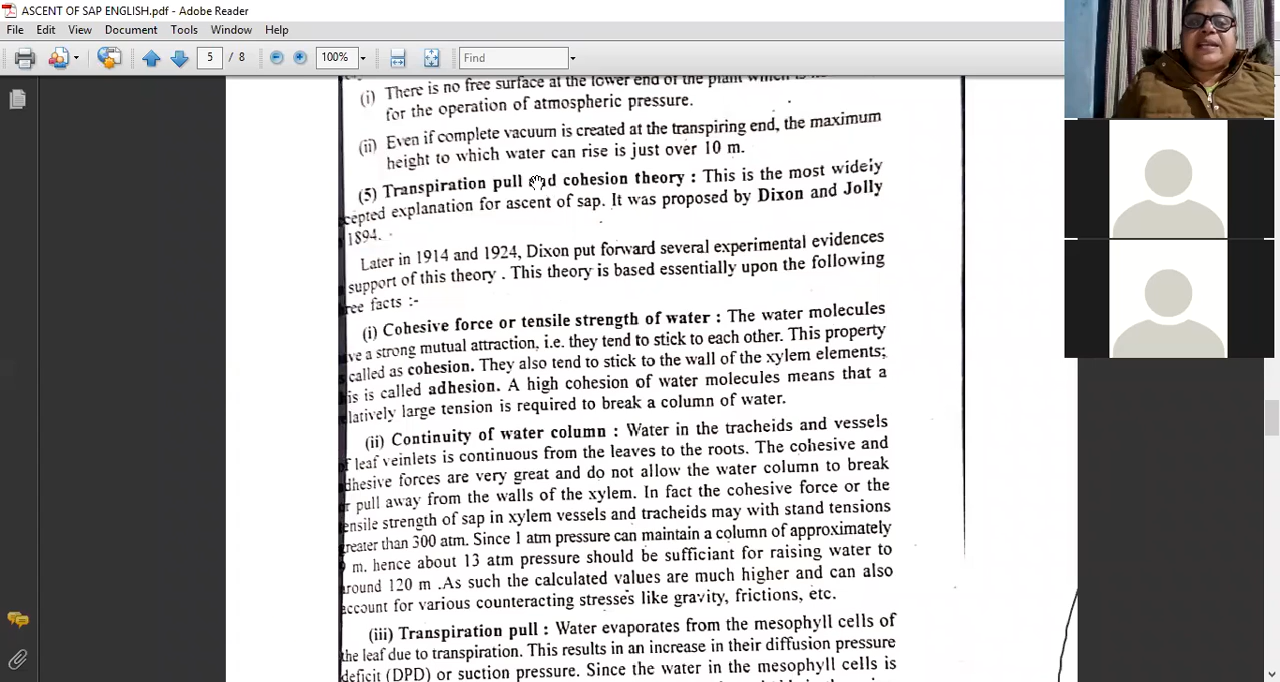 ASCENT OF SAP ENGLISH.pdf - Adobe Reader
File Edit View Document Tools Window Help
5 / 8 100% Find
(i) There is no free surface at the lower end of the plant which is
for the operation of atmospheric pressure.
(ii) Even if complete vacuum is created at the transpiring end, the maximum
height to which water can rise is just over 10 m.
(5) Transpiration pull and cohesion theory : This is the most widely
cepted explanation for ascent of sap. It was proposed by Dixon and Jolly
1894.
Later in 1914 and 1924, Dixon put forward several experimental evidences
support of this theory . This theory is based essentially upon the following
ree facts :-
(i) Cohesive force or tensile strength of water : The water molecules
ve a strong mutual attraction, i.e. they tend to stick to each other. This property
s called as cohesion. They also tend to stick to the wall of the xylem elements;
is is called adhesion. A high cohesion of water molecules means that a
latively large tension is required to break a column of water.
(ii) Continuity of water column : Water in the tracheids and vessels
of leaf veinlets is continuous from the leaves to the roots. The cohesive and
dhesive forces are very great and do not allow the water column to break
r pull away from the walls of the xylem. In fact the cohesive force or the
ensile strength of sap in xylem vessels and tracheids may with stand tensions
reater than 300 atm. Since 1 atm pressure can maintain a column of approximately
m. hence about 13 atm pressure should be sufficiant for raising water to
round 120 m .As such the calculated values are much higher and can also
account for various counteracting stresses like gravity, frictions, etc.
(iii) Transpiration pull : Water evaporates from the mesophyll cells of
the leaf due to transpiration. This results in an increase in their diffusion pressure
deficit (DPD) or suction pressure. Since the water in the mesophyll cells is